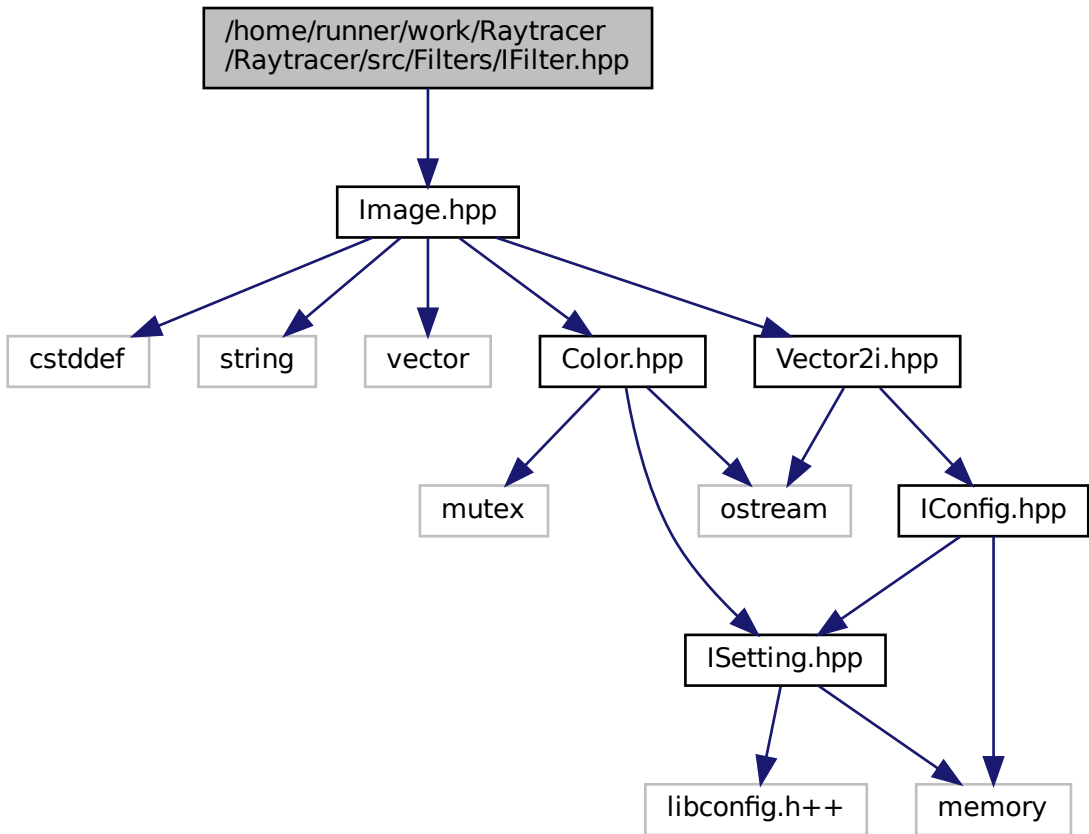 /home/runner/work/Raytracer
/Raytracer/src/Filters/IFilter.hpp
Image.hpp
cstddef
string
vector
Color.hpp
Vector2i.hpp
mutex
ostream
IConfig.hpp
ISetting.hpp
libconfig.h++
memory